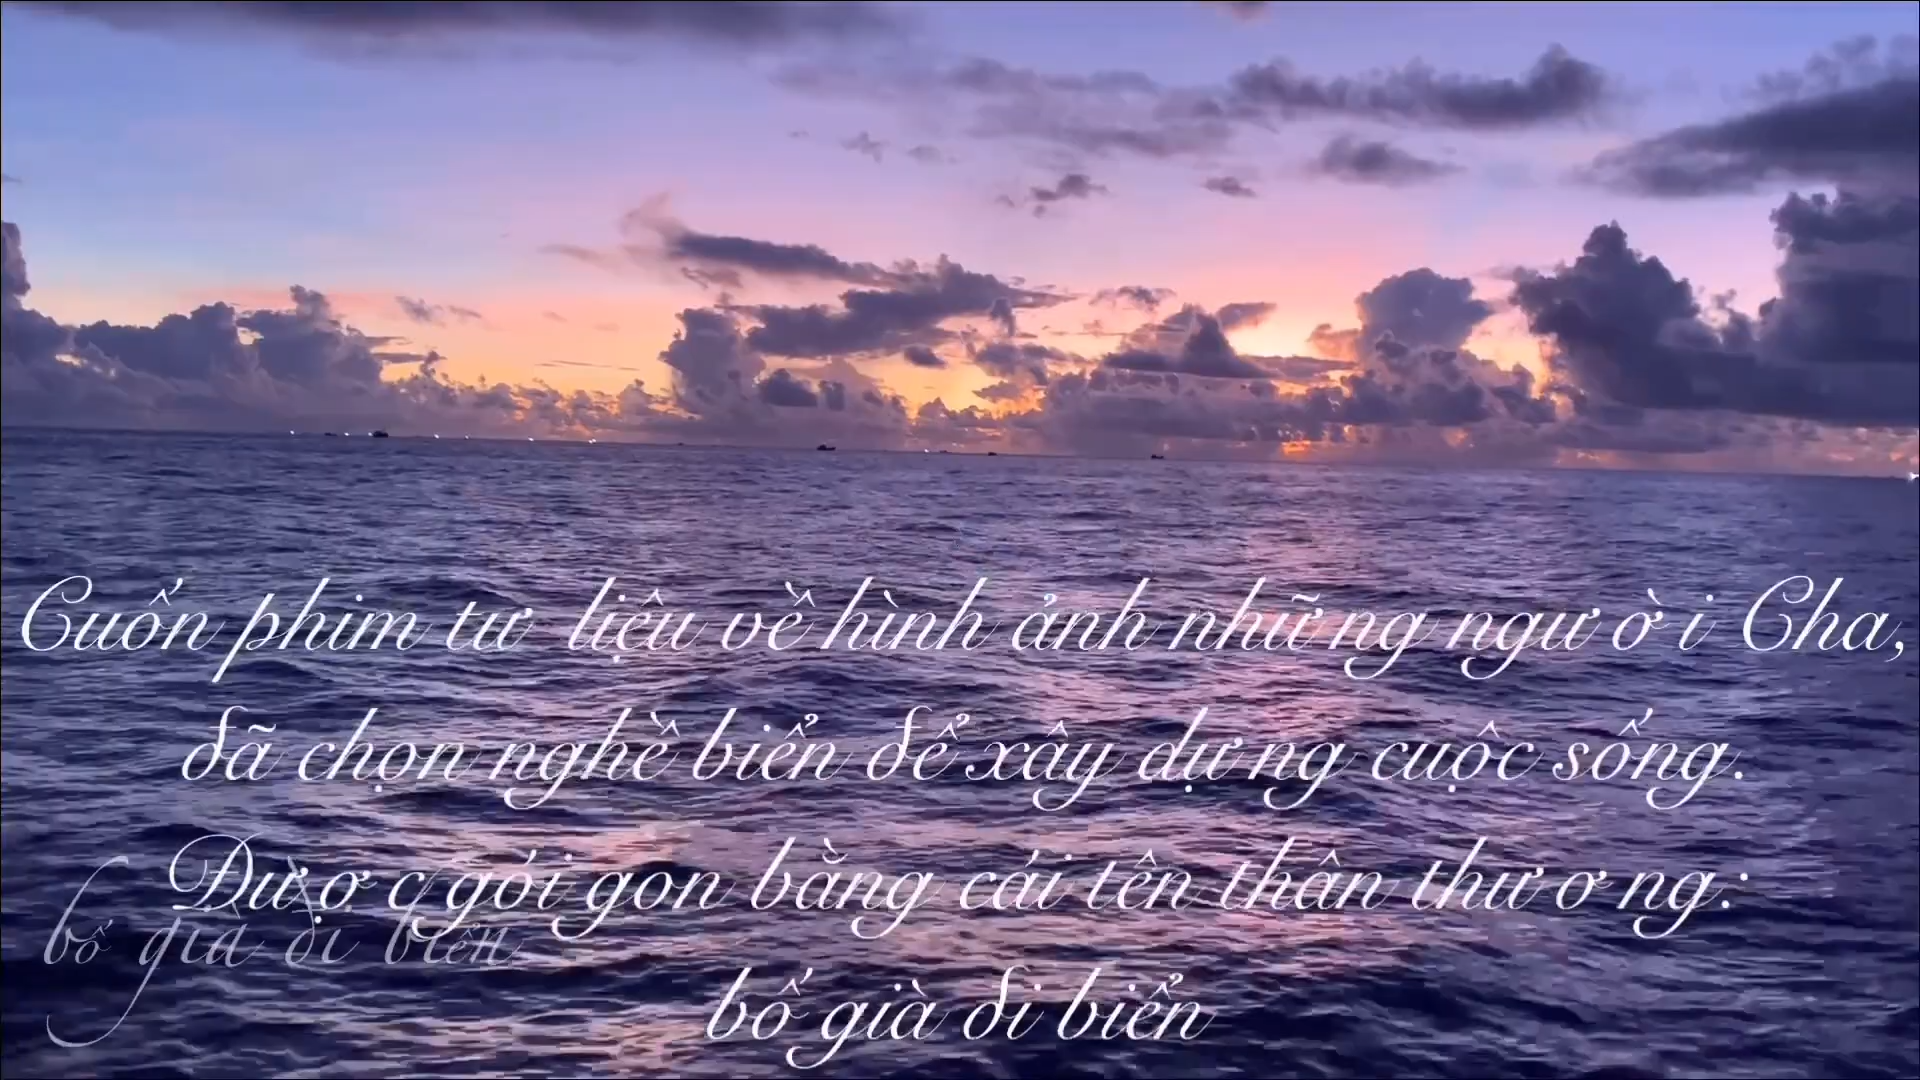 Cuốn phim tư liệu về hình ảnh những người Cha,
đã chọn nghề biển để xây dựng cuộc sống.
Được gói gon bằng cái tên thân thương:
bố già đi biển
bố già đi biển